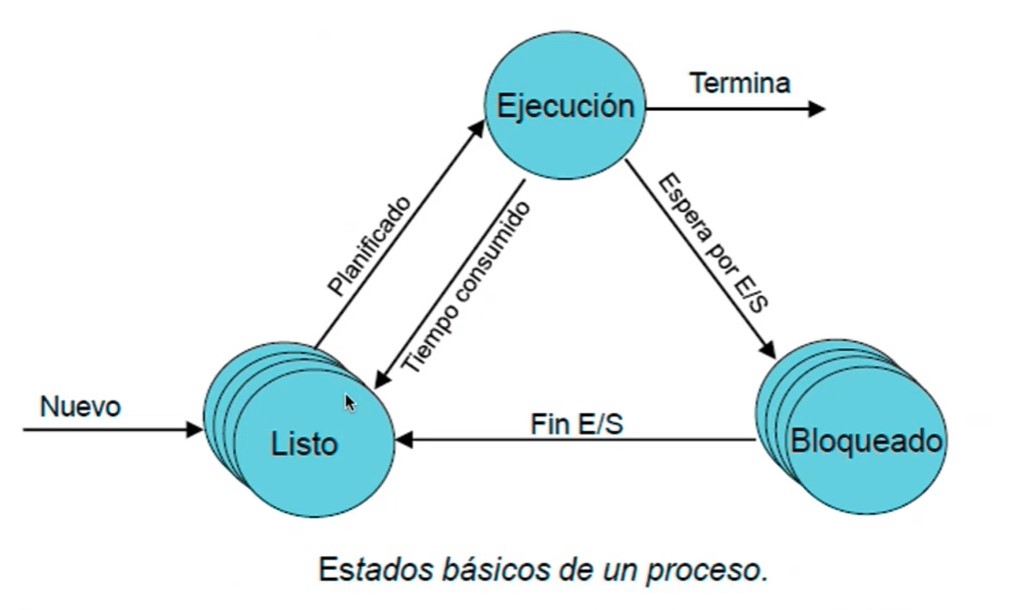 Ejecución
Termina
Planificado
Tiempo consumido
Espera por E/S
Nuevo
Listo
Fin E/S
Bloqueado
Estados básicos de un proceso.